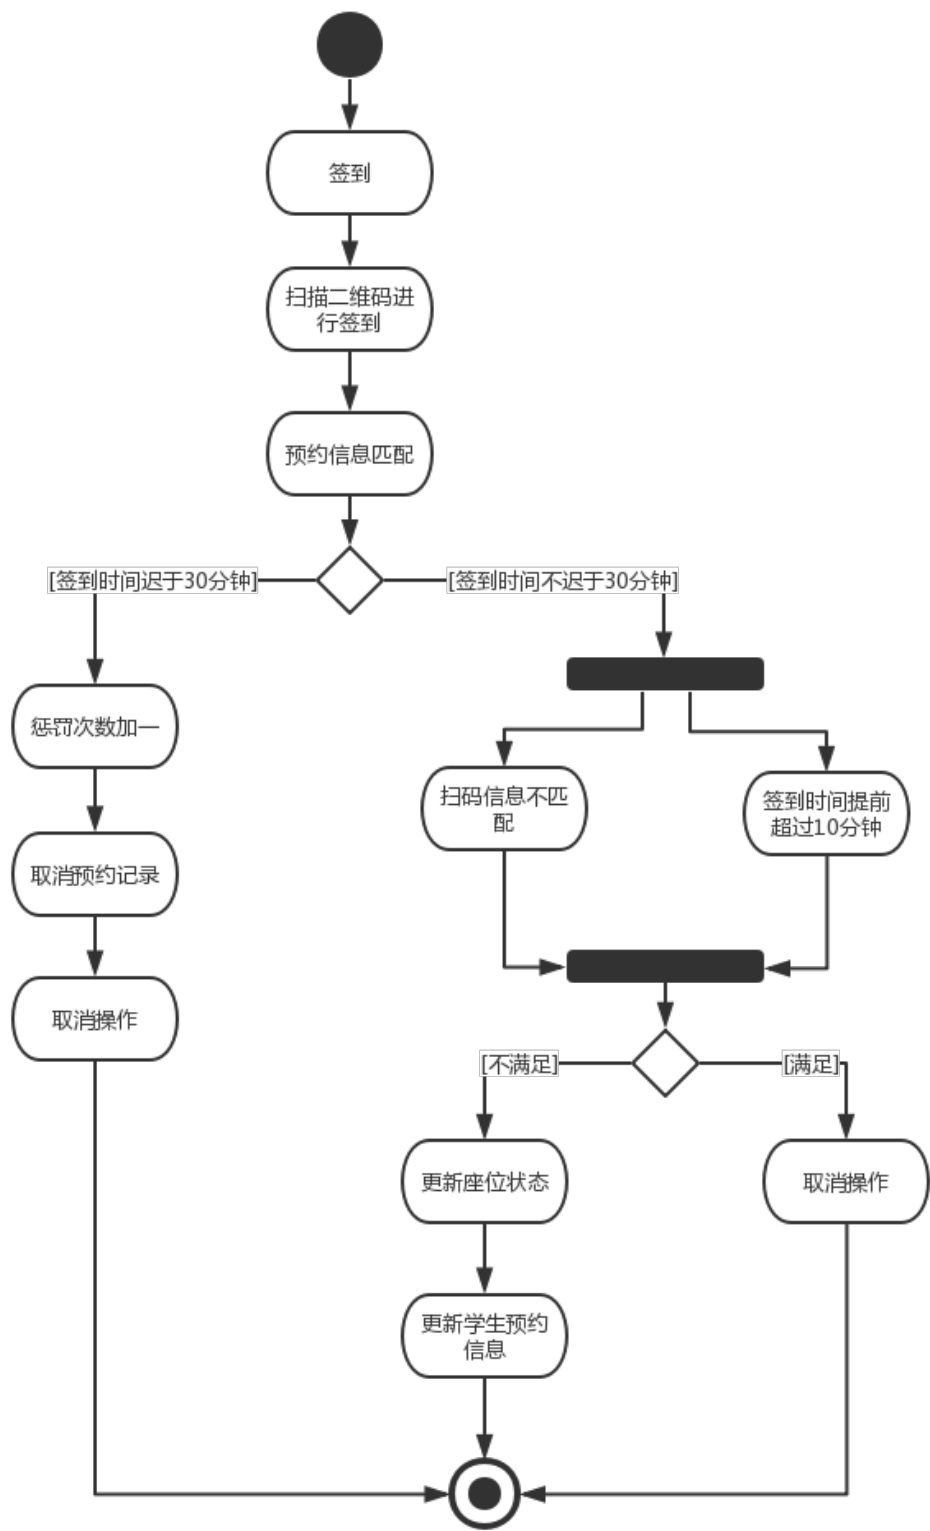 签到
扫描二维码进
行签到
预约信息匹配
[签到时间迟于30分钟]
[签到时间不迟于30分钟]
惩罚次数加一
取消预约记录
取消操作
扫码信息不匹
配
签到时间提前
超过10分钟
[不满足]
[满足]
更新座位状态
取消操作
更新学生预约
信息